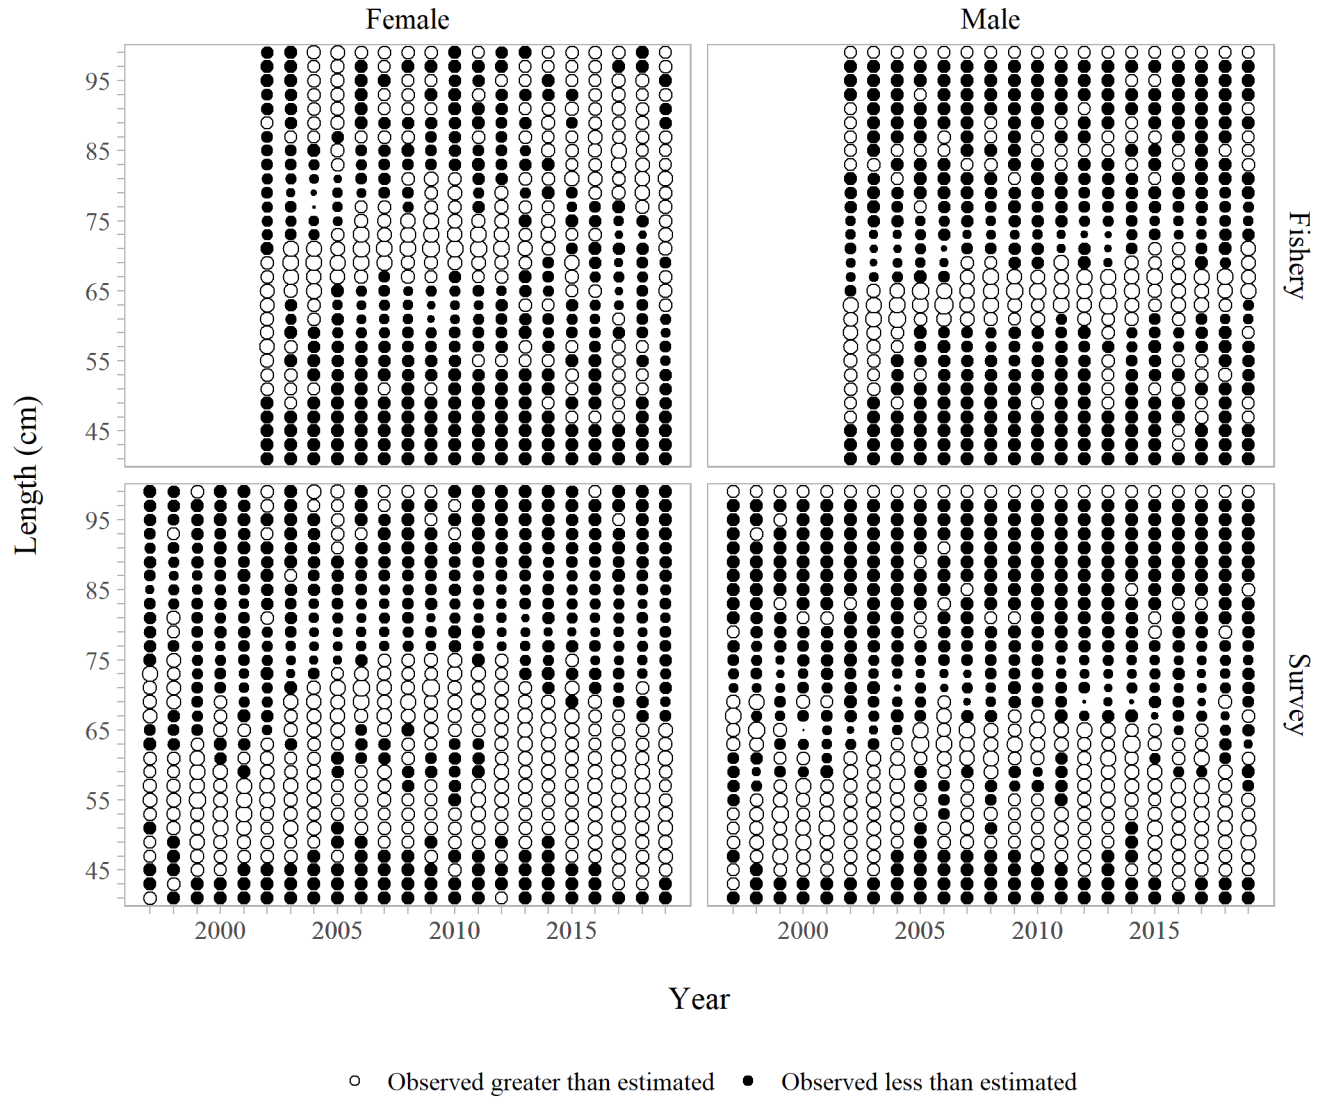 Female
Male
95
85
75
65
55
45
Fishery
Length (cm)
95
85
75
65
55
45
Survey
2000
2005
2010
2015
2000
2005
2010
2015
Year
Observed greater than estimated
Observed less than estimated